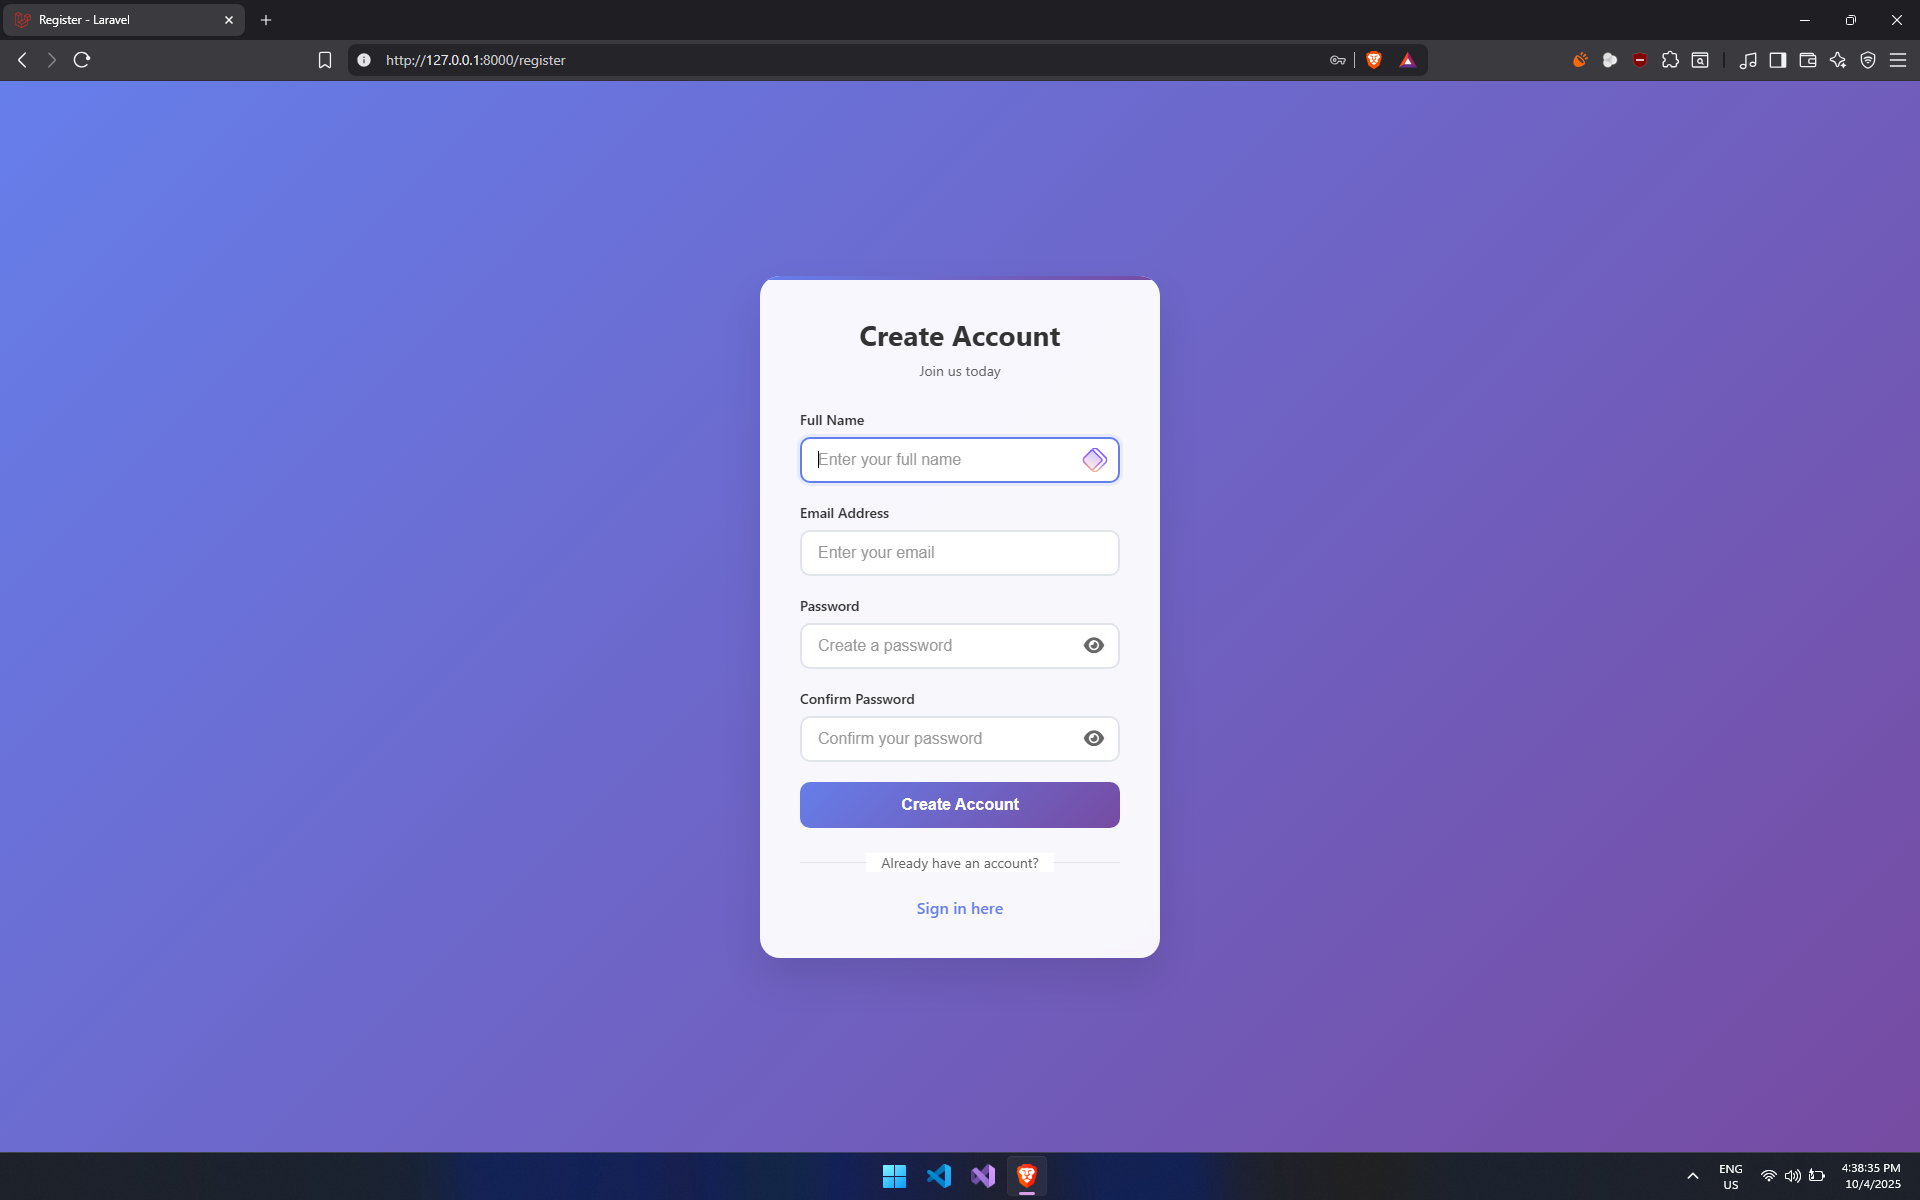 Register - Laravel
http://127.0.0.1:8000/register
Create Account
Join us today
Full Name
Enter your full name
Email Address
Enter your email
Password
Create a password
Confirm Password
Confirm your password
Create Account
Already have an account?
Sign in here
ENG
US
4:38:35 PM
10/4/2025